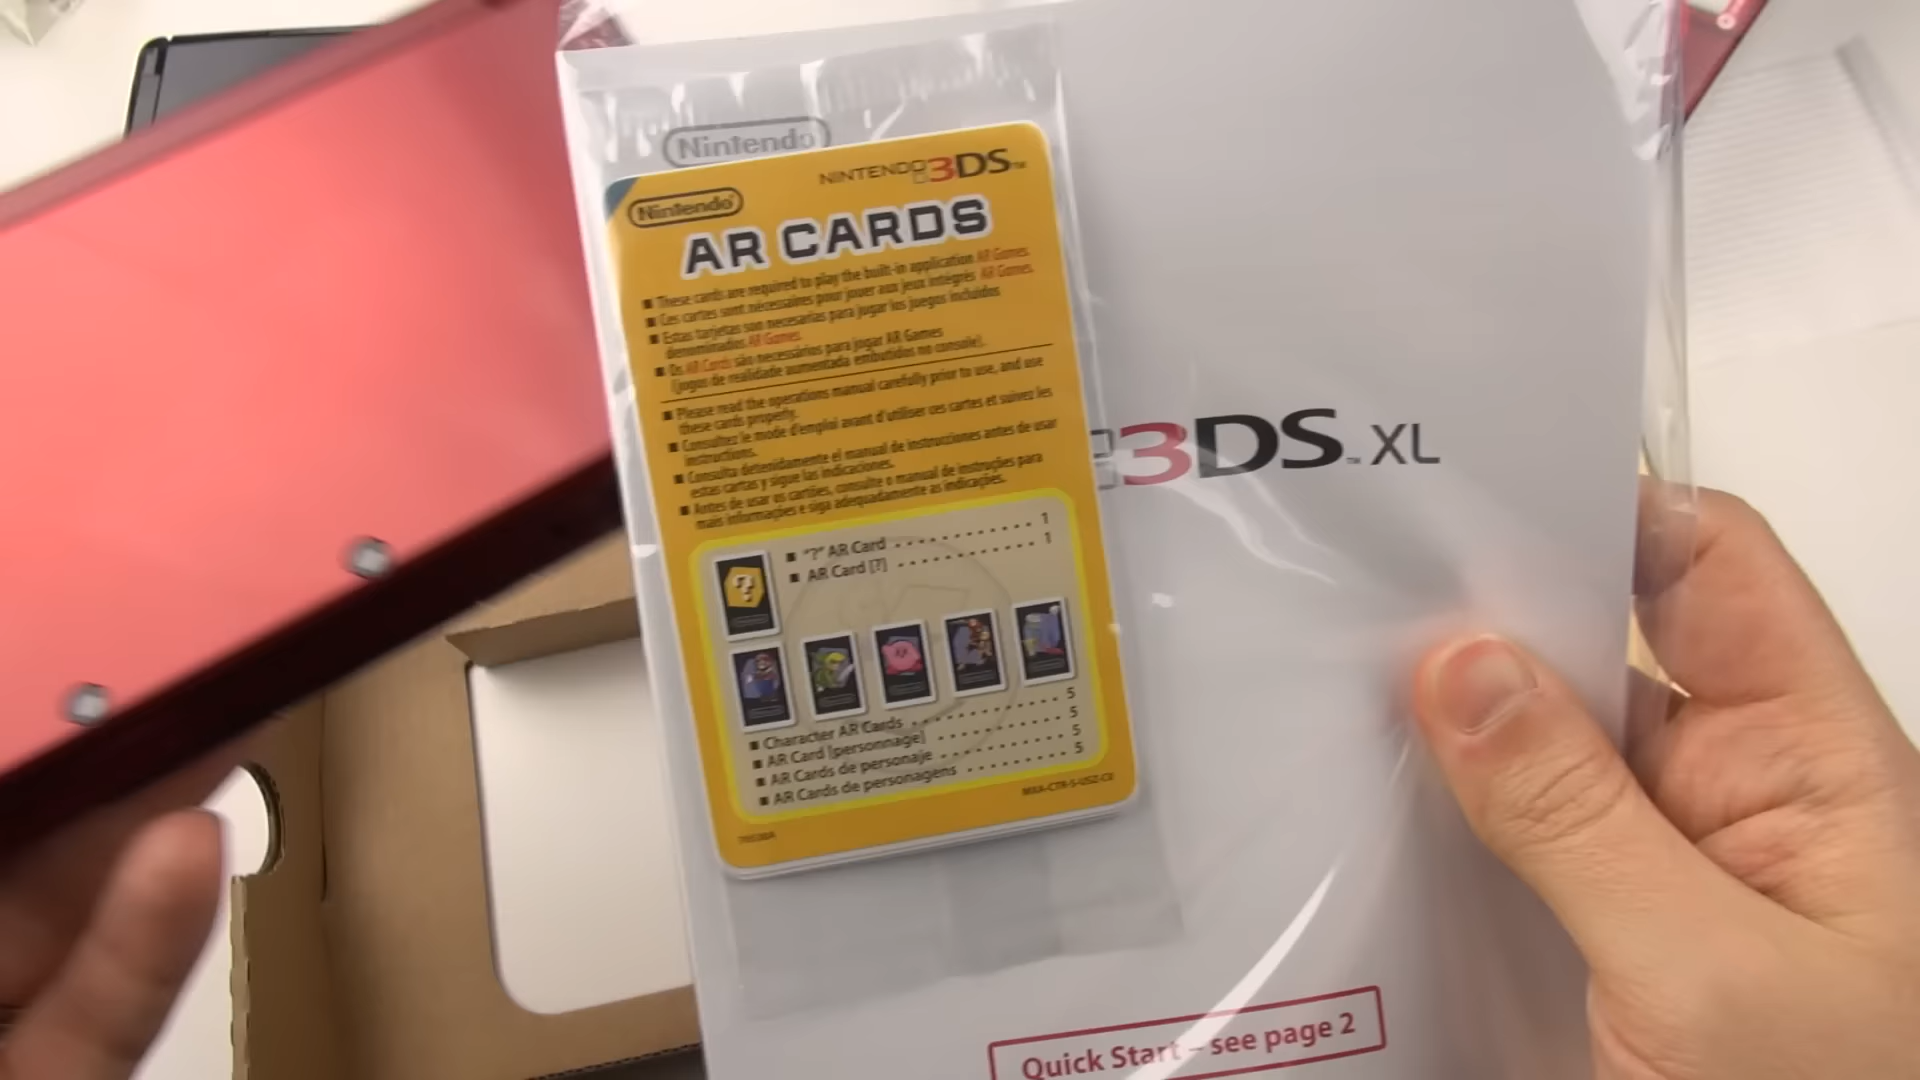 Nintendo
NINTENDO 3DS™
Nintendo
AR CARDS
■ These cards are required to play the built-in application AR Games.
■ Ces cartes sont nécessaires pour jouer aux jeux intégrés AR Games.
■ Estas tarjetas son necesarias para jugar los juegos incluidos
denominados AR Games.
■ Os AR Cards são necessários para jogar AR Games
(jogos de realidade aumentada embutidos no console).
■ Please read the operations manual carefully prior to use, and use
these cards properly.
■ Consultez le mode d'emploi avant d'utiliser ces cartes et suivez les
instructions.
■ Consulta detenidamente el manual de instrucciones antes de usar
estas cartas y sigue las indicaciones.
■ Antes de usar os cartões, consulte o manual de instruções para
mais informações e siga adequadamente as indicações.
■ "?" AR Card . . . . . . . . . . 1
■ AR Card [?] . . . . . . . . . . 1
■ Character AR Cards . . . . . . . . . . 5
■ AR Card [personnage] . . . . . . . . . . 5
■ AR Cards de personaje . . . . . . . . . . 5
■ AR Cards de personagens . . . . . . . . . . 5
MAA-CTR-S-USZ-C0
3DS™ XL
Quick Start – see page 2